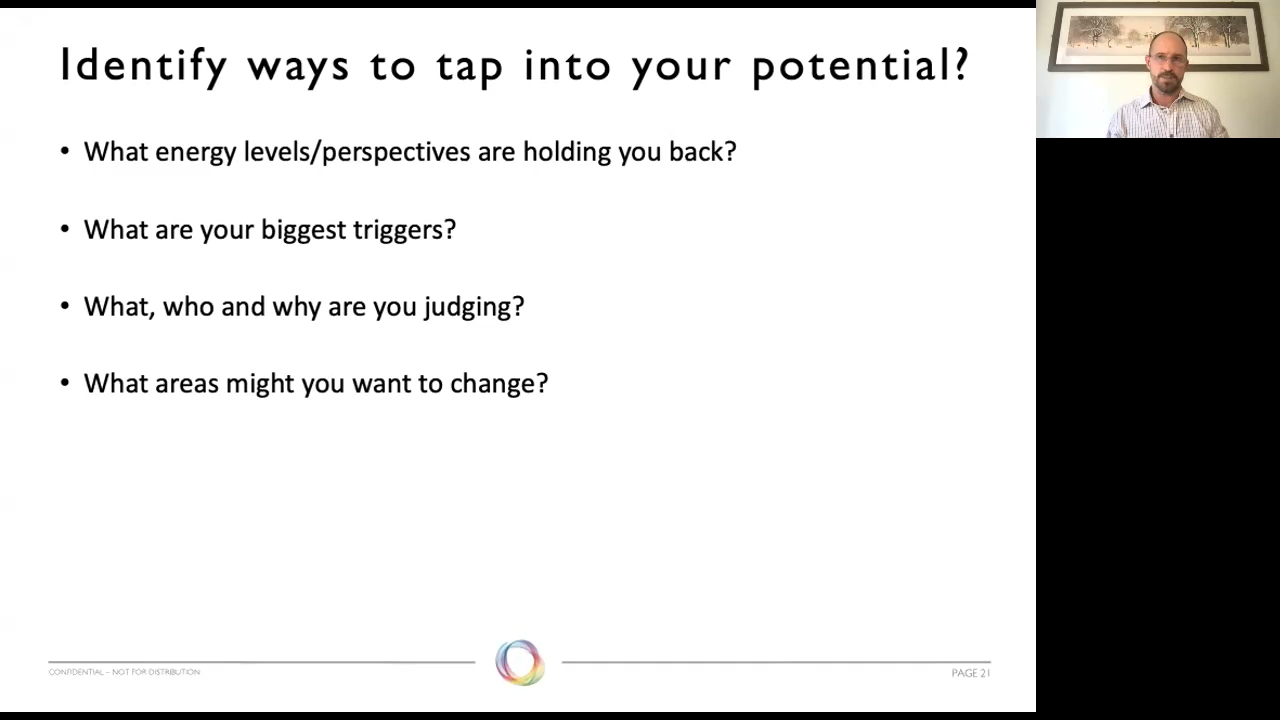 Identify ways to tap into your potential?
• What energy levels/perspectives are holding you back?
• What are your biggest triggers?
• What, who and why are you judging?
• What areas might you want to change?
CONFIDENTIAL – NOT FOR DISTRIBUTION
PAGE 21